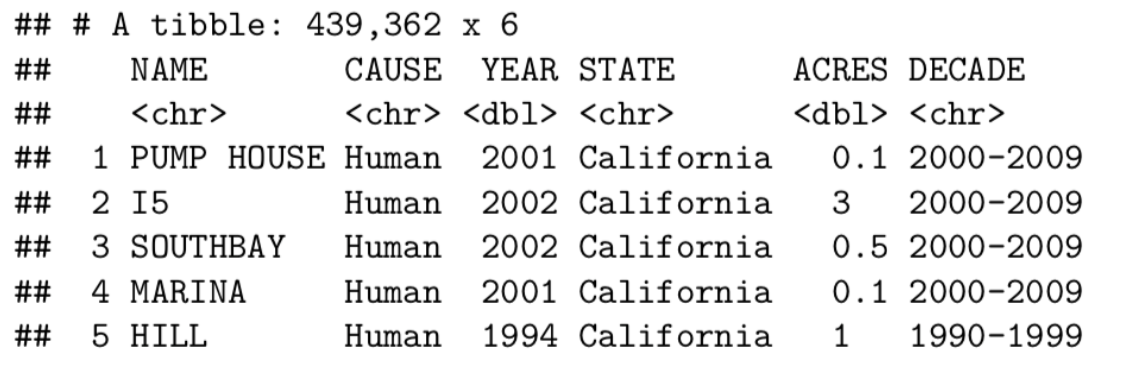 ## # A tibble: 439,362 x 6
##      NAME       CAUSE  YEAR STATE      ACRES DECADE
##      <chr>      <chr> <dbl> <chr>      <dbl> <chr>
##    1 PUMP HOUSE Human  2001 California   0.1 2000-2009
##    2 I5         Human  2002 California   3   2000-2009
##    3 SOUTHBAY   Human  2002 California   0.5 2000-2009
##    4 MARINA     Human  2001 California   0.1 2000-2009
##    5 HILL       Human  1994 California   1   1990-1999